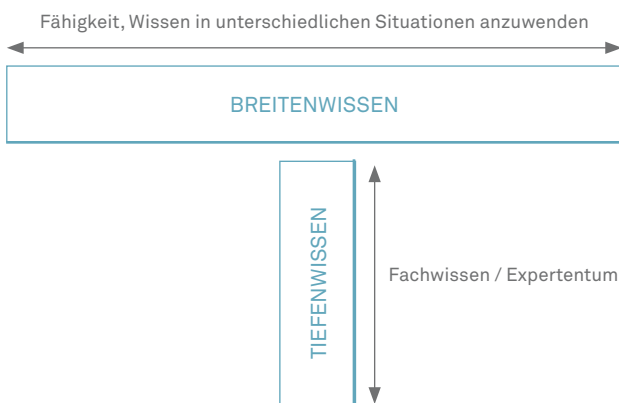 Fähigkeit, Wissen in unterschiedlichen Situationen anzuwenden
BREITENWISSEN
TIEFENWISSEN
Fachwissen / Expertentum